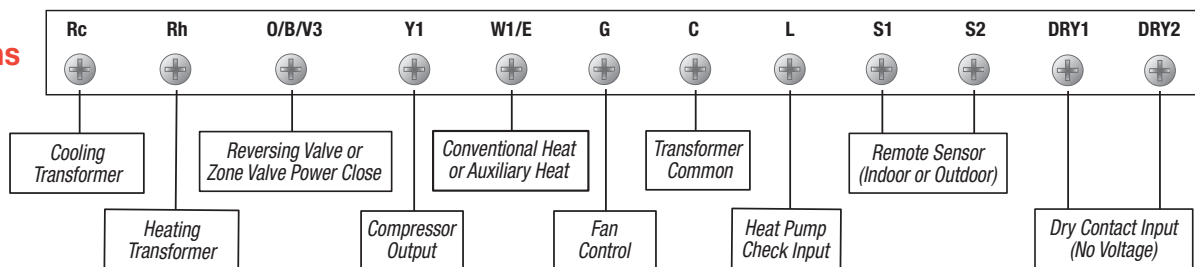 ns
Rc Rh O/B/V3 Y1 W1/E G C L S1 S2 DRY1 DRY2
Cooling
Transformer
Reversing Valve or
Zone Valve Power Close
Conventional Heat
or Auxiliary Heat
Transformer
Common
Remote Sensor
(Indoor or Outdoor)
Heating
Transformer
Compressor
Output
Fan
Control
Heat Pump
Check Input
Dry Contact Input
(No Voltage)